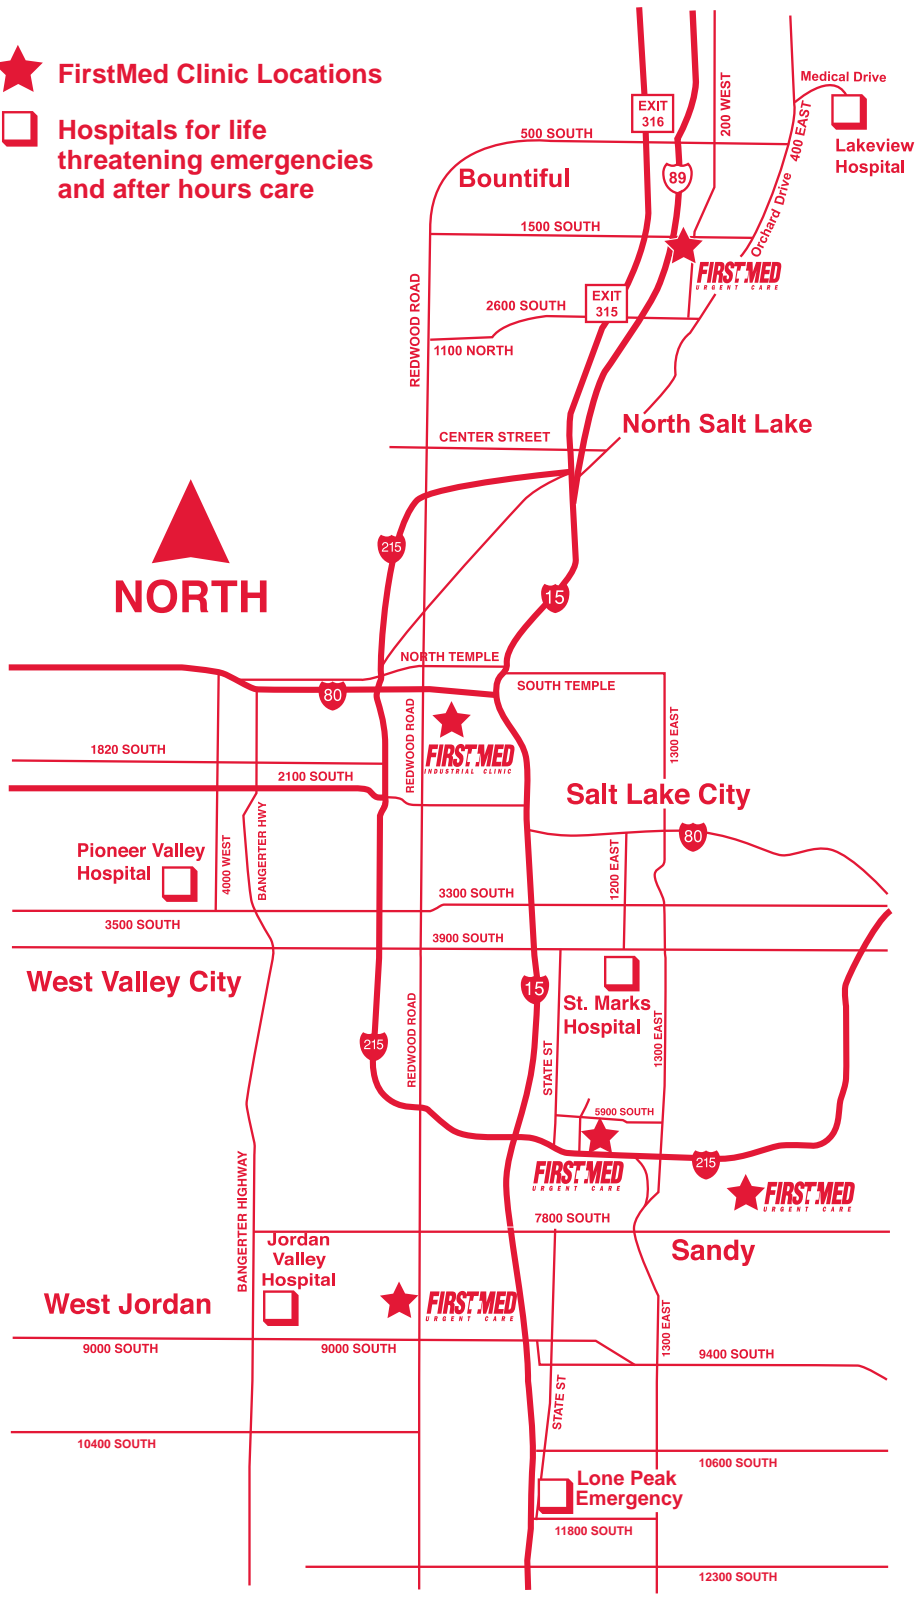 FirstMed Clinic Locations
Hospitals for life
threatening emergencies
and after hours care
EXIT
316
200 WEST
Medical Drive
400 EAST
Lakeview
Hospital
500 SOUTH
Bountiful
89
Orchard Drive
1500 SOUTH
FIRSTMED
URGENT CARE
REDWOOD ROAD
2600 SOUTH
EXIT
315
1100 NORTH
North Salt Lake
CENTER STREET
215
NORTH
15
NORTH TEMPLE
SOUTH TEMPLE
80
REDWOOD ROAD
1300 EAST
1820 SOUTH
FIRSTMED
INDUSTRIAL CLINIC
2100 SOUTH
Salt Lake City
BANGERTER HWY
80
Pioneer Valley
Hospital
4000 WEST
1200 EAST
3300 SOUTH
3500 SOUTH
3900 SOUTH
West Valley City
15
St. Marks
Hospital
REDWOOD ROAD
215
STATE ST
1300 EAST
5900 SOUTH
215
FIRSTMED
URGENT CARE
FIRSTMED
URGENT CARE
BANGERTER HIGHWAY
7800 SOUTH
Jordan
Valley
Hospital
Sandy
West Jordan
FIRSTMED
URGENT CARE
1300 EAST
9000 SOUTH
9000 SOUTH
9400 SOUTH
STATE ST
10400 SOUTH
10600 SOUTH
Lone Peak
Emergency
11800 SOUTH
12300 SOUTH